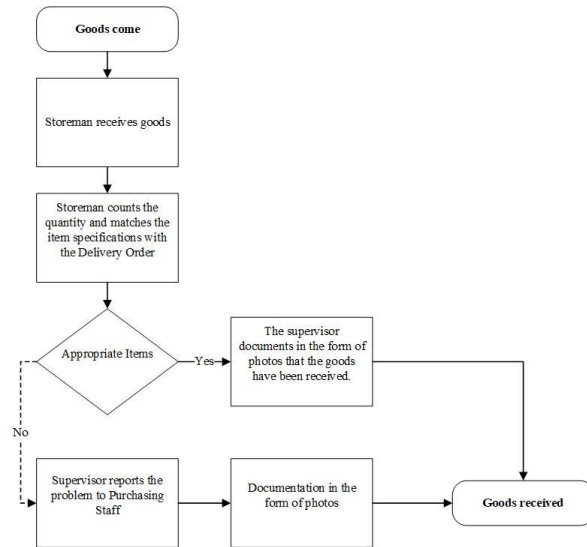 Goods come
Storeman receives goods
Storeman counts the
quantity and matches the
item specifications with
the Delivery Order
Appropriate Items
Yes
The supervisor
documents in the form of
photos that the goods
have been received.
No
Supervisor reports the
problem to Purchasing
Staff
Documentation in the
form of photos
Goods received